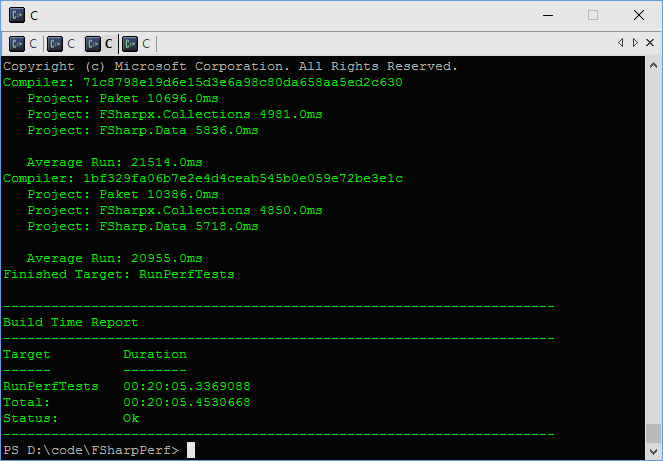 C
C C C C
Copyright (c) Microsoft Corporation. All Rights Reserved.
Compiler: 71c8798e19d6e15d3e6a98c80da658aa5ed2c630
   Project: Paket 10696.0ms
   Project: FSharpx.Collections 4981.0ms
   Project: FSharp.Data 5836.0ms
   Average Run: 21514.0ms
Compiler: 1bf329fa06b7e2e4d4ceab545b0e059e72be3e1c
   Project: Paket 10386.0ms
   Project: FSharpx.Collections 4850.0ms
   Project: FSharp.Data 5718.0ms
   Average Run: 20955.0ms
Finished Target: RunPerfTests
---------------------------------------------------------------------
Build Time Report
---------------------------------------------------------------------
Target         Duration
------         --------
RunPerfTests   00:20:05.3369088
Total:         00:20:05.4530668
Status:        Ok
---------------------------------------------------------------------
PS D:\code\FSharpPerf>